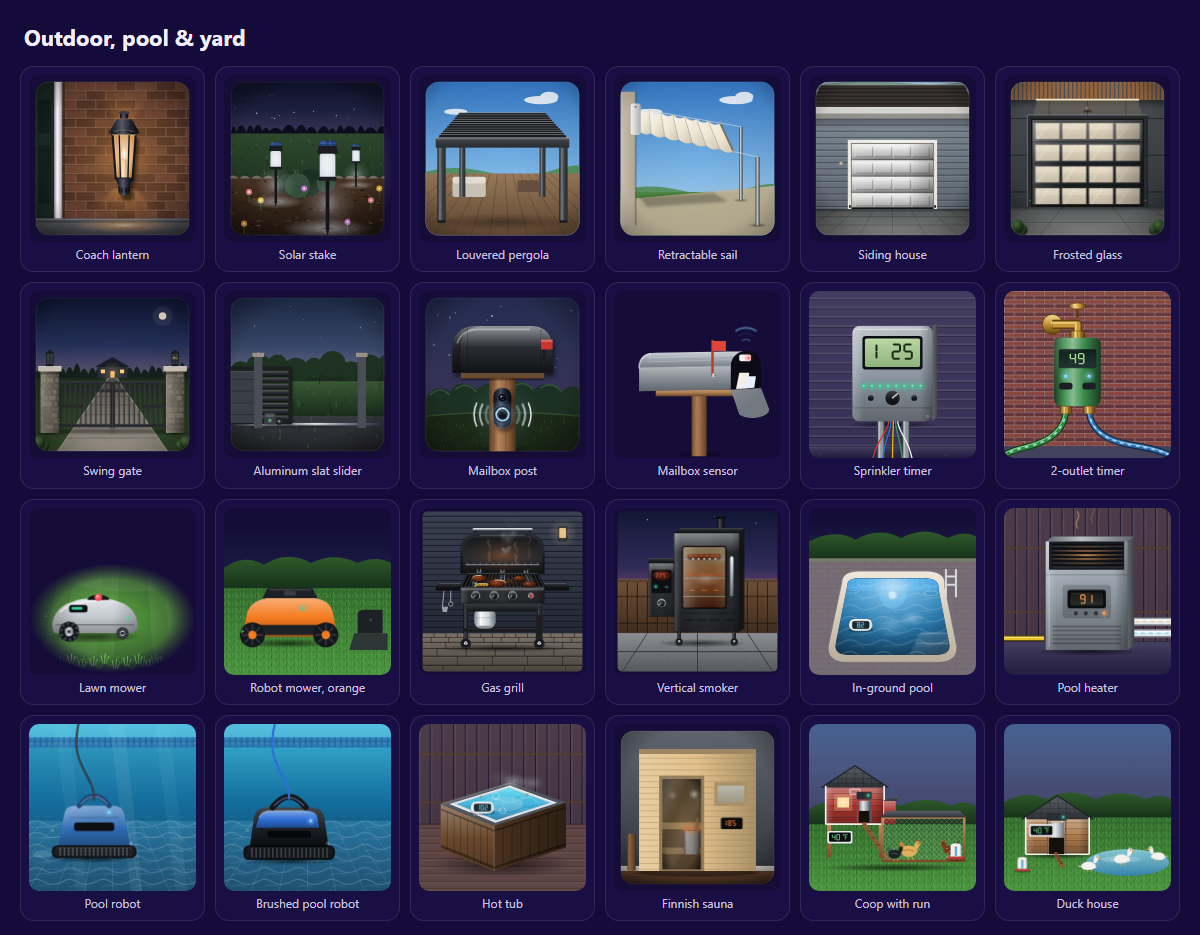 Outdoor, pool & yard
Coach lantern
Solar stake
Louvered pergola
Retractable sail
Siding house
Frosted glass
Swing gate
Aluminum slat slider
Mailbox post
Mailbox sensor
1 25
Sprinkler timer
49
2-outlet timer
Lawn mower
Robot mower, orange
Gas grill
225
Vertical smoker
82
In-ground pool
91
Pool heater
Pool robot
Brushed pool robot
102
Hot tub
185
Finnish sauna
40 °F
Coop with run
40 °F
Duck house